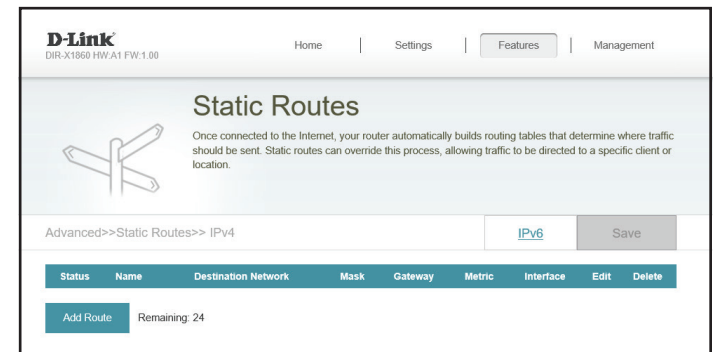 D-Link
DIR-X1860 HW:A1 FW:1.00
Home | Settings | Features | Management
Static Routes
Once connected to the Internet, your router automatically builds routing tables that determine where traffic
should be sent. Static routes can override this process, allowing traffic to be directed to a specific client or
location.
Advanced>>Static Routes>> IPv4
IPv6
Save
Status Name Destination Network Mask Gateway Metric Interface Edit Delete
Add Route
Remaining: 24